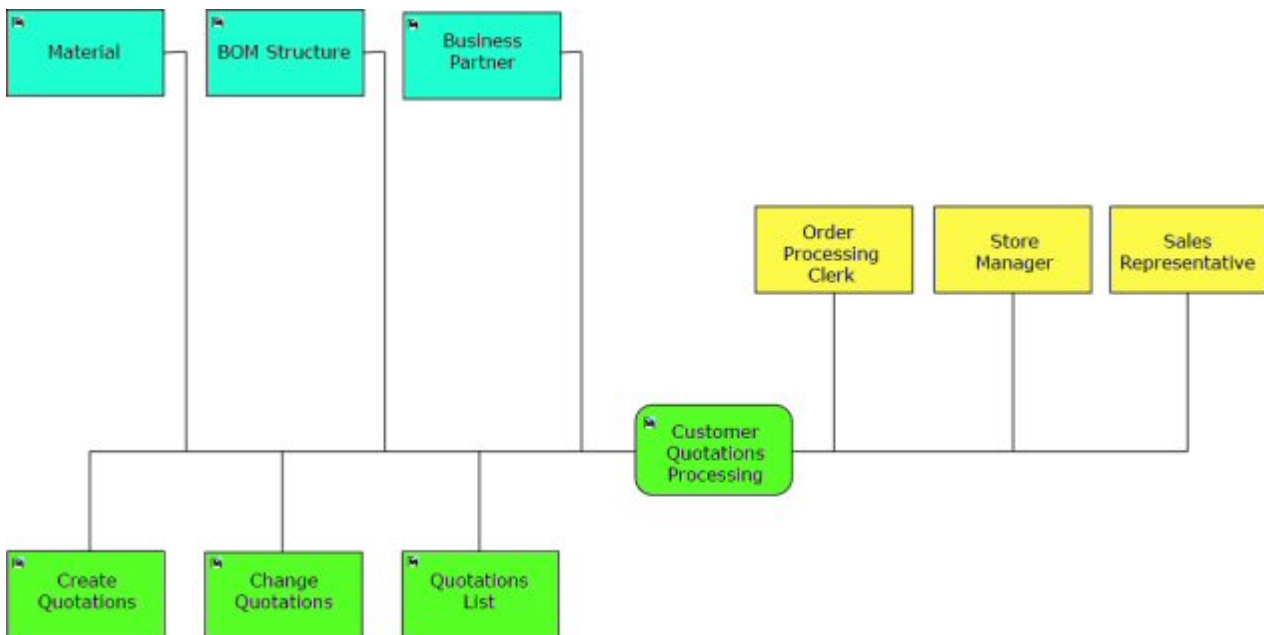 Material
BOM Structure
Business
Partner
Order
Processing
Clerk
Store
Manager
Sales
Representative
Customer
Quotations
Processing
Create
Quotations
Change
Quotations
Quotations
List